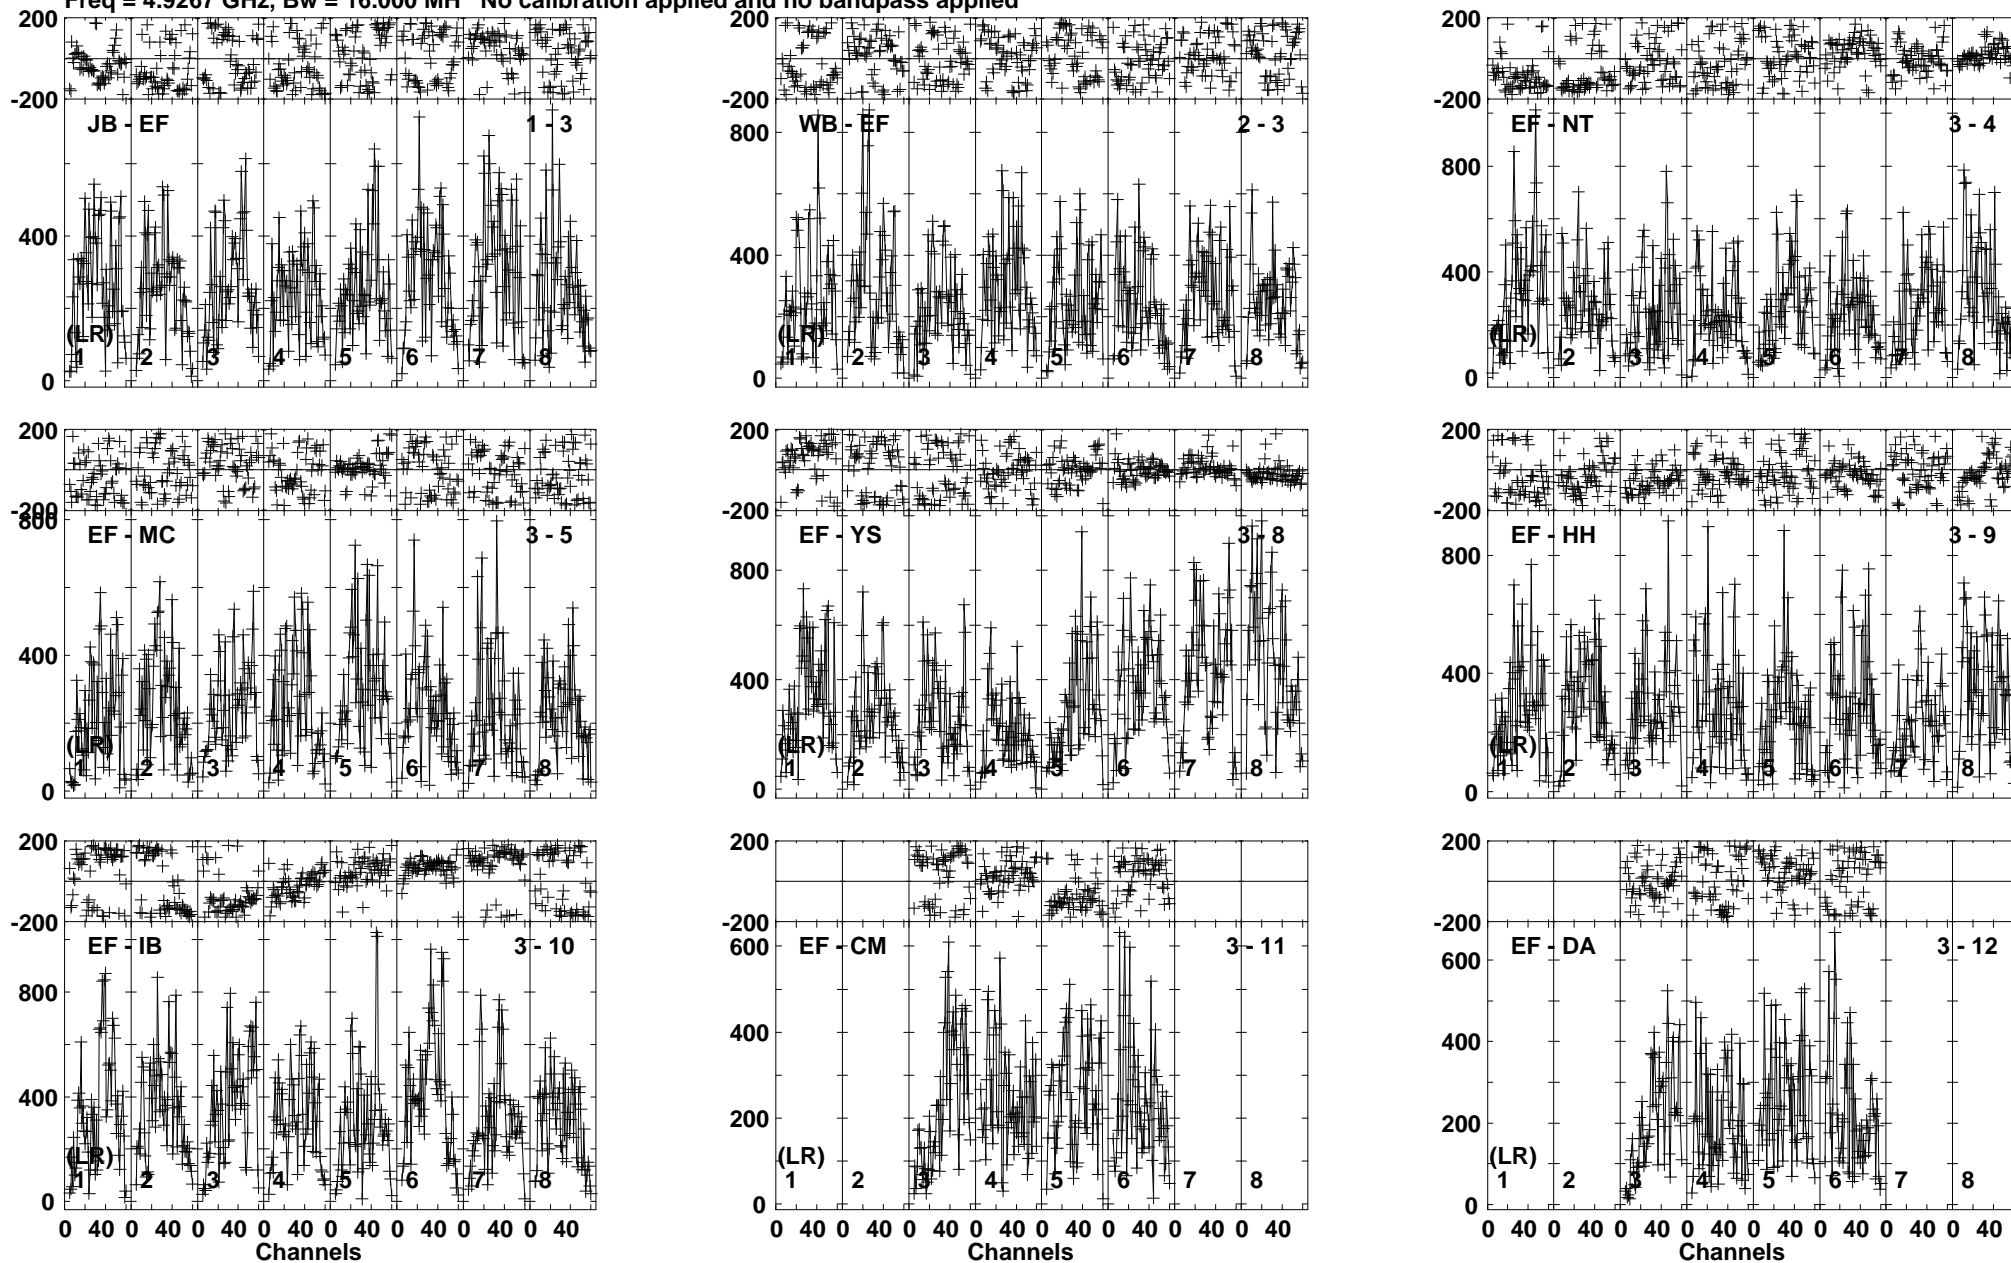 Freq = 4.9267 GHz, Bw = 16.000 MH No calibration applied and no bandpass applied
200
-200
JB - EF 1 - 3
400
0
(LR)
1 2 3 4 5 6 7 8
200
-200
WB - EF 2 - 3
800
400
0
(LR)
1 2 3 4 5 6 7 8
200
-200
EF - NT 3 - 4
800
400
0
(LR)
1 2 3 4 5 6 7 8
200
-200
800
EF - MC 3 - 5
400
0
(LR)
1 2 3 4 5 6 7 8
200
-200
EF - YS 3 - 8
800
400
0
(LR)
1 2 3 4 5 6 7 8
200
-200
EF - HH 3 - 9
800
400
0
(LR)
1 2 3 4 5 6 7 8
200
-200
EF - IB 3 - 10
800
400
0
(LR)
1 2 3 4 5 6 7 8
0 40 0 40 0 40 0 40 0 40 0 40 0 40 0 40
Channels
200
-200
EF - CM 3 - 11
600
400
200
0
(LR)
1 2 3 4 5 6 7 8
0 40 0 40 0 40 0 40 0 40 0 40 0 40 0 40
200
-200
EF - DA 3 - 12
600
400
200
0
(LR)
1 2 3 4 5 6 7 8
0 40 0 40 0 40 0 40 0 40 0 40 0 40 0 40
Channels